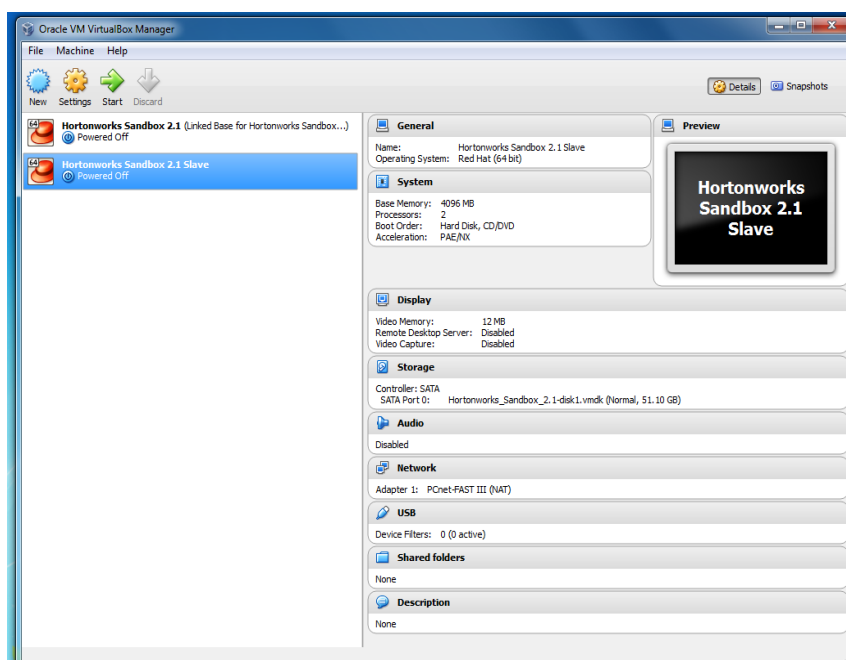 Oracle VM VirtualBox Manager
File Machine Help
New Settings Start Discard
Details Snapshots
64 Hortonworks Sandbox 2.1 (Linked Base for Hortonworks Sandbox...)
Powered Off
64 Hortonworks Sandbox 2.1 Slave
Powered Off
General
Name: Hortonworks Sandbox 2.1 Slave
Operating System: Red Hat (64 bit)
System
Base Memory: 4096 MB
Processors: 2
Boot Order: Hard Disk, CD/DVD
Acceleration: PAE/NX
Preview
Hortonworks
Sandbox 2.1
Slave
Display
Video Memory: 12 MB
Remote Desktop Server: Disabled
Video Capture: Disabled
Storage
Controller: SATA
SATA Port 0: Hortonworks_Sandbox_2.1-disk1.vmdk (Normal, 51.10 GB)
Audio
Disabled
Network
Adapter 1: PCnet-FAST III (NAT)
USB
Device Filters: 0 (0 active)
Shared folders
None
Description
None